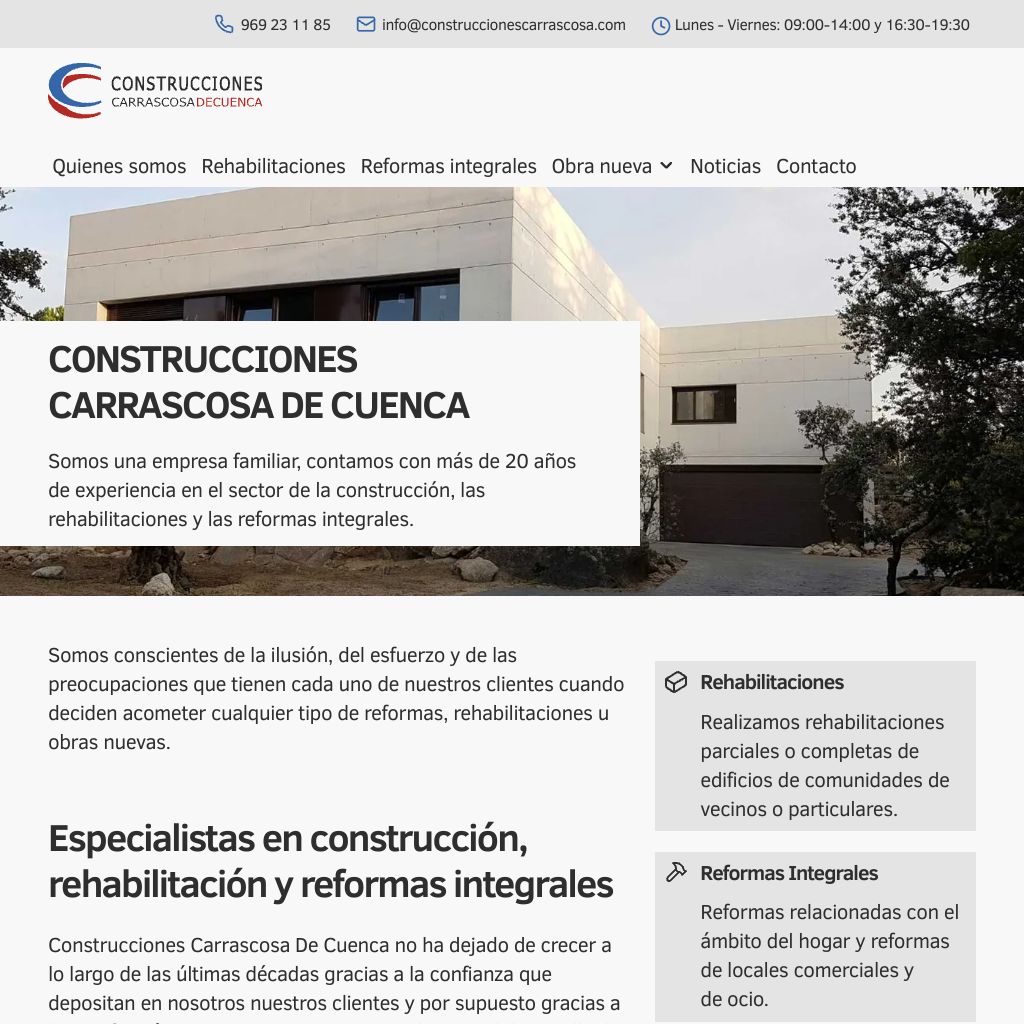 969 23 11 85 info@construccionescarrascosa.com Lunes - Viernes: 09:00-14:00 y 16:30-19:30
CONSTRUCCIONES
CARRASCOSADECUENCA
Quienes somos Rehabilitaciones Reformas integrales Obra nueva Noticias Contacto
CONSTRUCCIONES
CARRASCOSA DE CUENCA
Somos una empresa familiar, contamos con más de 20 años
de experiencia en el sector de la construcción, las
rehabilitaciones y las reformas integrales.
Somos conscientes de la ilusión, del esfuerzo y de las
preocupaciones que tienen cada uno de nuestros clientes cuando
deciden acometer cualquier tipo de reformas, rehabilitaciones u
obras nuevas.
Especialistas en construcción,
rehabilitación y reformas integrales
Construcciones Carrascosa De Cuenca no ha dejado de crecer a
lo largo de las últimas décadas gracias a la confianza que
depositan en nosotros nuestros clientes y por supuesto gracias a
Rehabilitaciones
Realizamos rehabilitaciones
parciales o completas de
edificios de comunidades de
vecinos o particulares.
Reformas Integrales
Reformas relacionadas con el
ámbito del hogar y reformas
de locales comerciales y
de ocio.